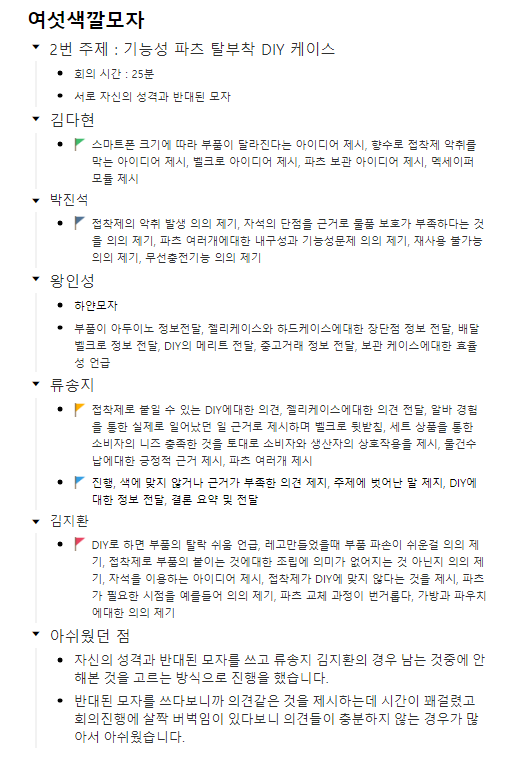 여섯색깔모자
2번 주제 : 기능성 파츠 탈부착 DIY 케이스
회의 시간 : 25분
서로 자신의 성격과 반대된 모자
김다현
스마트폰 크기에 따라 부품이 달라진다는 아이디어 제시, 향수로 접착제 악취를
막는 아이디어 제시, 벨크로 아이디어 제시, 파츠 보관 아이디어 제시, 멕세이퍼
모듈 제시
박진석
접착제의 악취 발생 의의 제기, 자석의 단점을 근거로 물품 보호가 부족하다는 것
을 의의 제기, 파츠 여러개에대한 내구성과 기능성문제 의의 제기, 재사용 불가능
의의 제기, 무선충전기능 의의 제기
왕인성
하얀모자
부품이 아두이노 정보전달, 젤리케이스와 하드케이스에대한 장단점 정보 전달, 배달
벨크로 정보 전달, DIY의 메리트 전달, 중고거래 정보 전달, 보관 케이스에대한 효율
성 언급
류송지
접착제로 붙일 수 있는 DIY에대한 의견, 젤리케이스에대한 의견 전달, 알바 경험
을 통한 실제로 일어났던 일 근거로 제시하며 벨크로 뒷받침, 세트 상품을 통한
소비자의 니즈 충족한 것을 토대로 소비자와 생산자의 상호작용을 제시, 물건수
납에대한 긍정적 근거 제시, 파츠 여러개 제시
진행, 색에 맞지 않거나 근거가 부족한 의견 제지, 주제에 벗어난 말 제지, DIY에
대한 정보 전달, 결론 요약 및 전달
김지환
DIY로 하면 부품의 탈락 쉬움 언급, 레고만들었을때 부품 파손이 쉬운걸 의의 제
기, 접착제로 부품의 붙이는 것에대한 조립에 의미가 없어지는 것 아닌지 의의 제
기, 자석을 이용하는 아이디어 제시, 접착제가 DIY에 맞지 않다는 것을 제시, 파츠
가 필요한 시점을 예를들어 의의 제기, 파츠 교체 과정이 번거롭다, 가방과 파우치
에대한 의의 제기
아쉬웠던 점
자신의 성격과 반대된 모자를 쓰고 류송지 김지환의 경우 남는 것중에 안
해본 것을 고르는 방식으로 진행을 했습니다.
반대된 모자를 쓰다보니까 의견같은 것을 제시하는데 시간이 꽤걸렸고
회의진행에 살짝 버벅임이 있다보니 의견들이 충분하지 않는 경우가 많
아서 아쉬웠습니다.